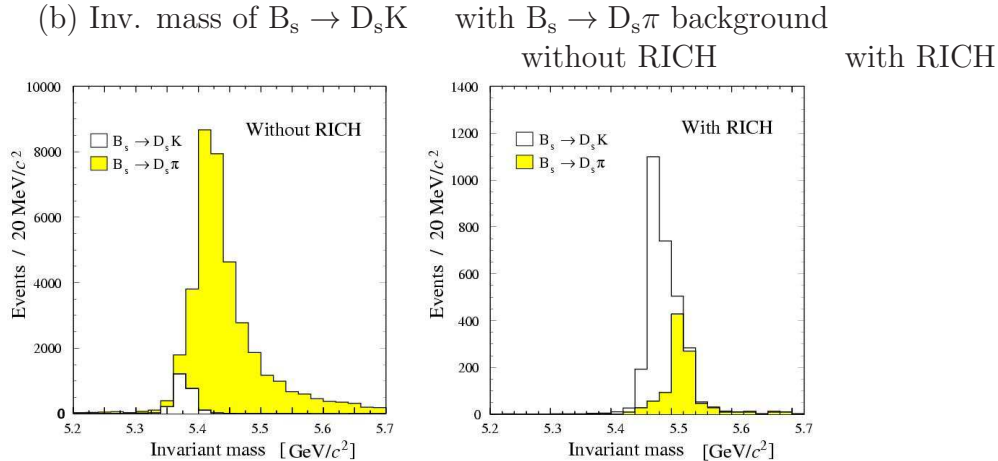 (b) Inv. mass of Bₛ → DₛK with Bₛ → Dₛπ background
without RICH with RICH
10000
8000
6000
4000
2000
0
Events / 20 MeV/c²
Without RICH
Bₛ → DₛK
Bₛ → Dₛπ
5.2 5.3 5.4 5.5 5.6 5.7
Invariant mass [GeV/c²]
1400
1200
1000
800
600
400
200
0
Events / 20 MeV/c²
With RICH
Bₛ → DₛK
Bₛ → Dₛπ
5.2 5.3 5.4 5.5 5.6 5.7
Invariant mass [GeV/c²]